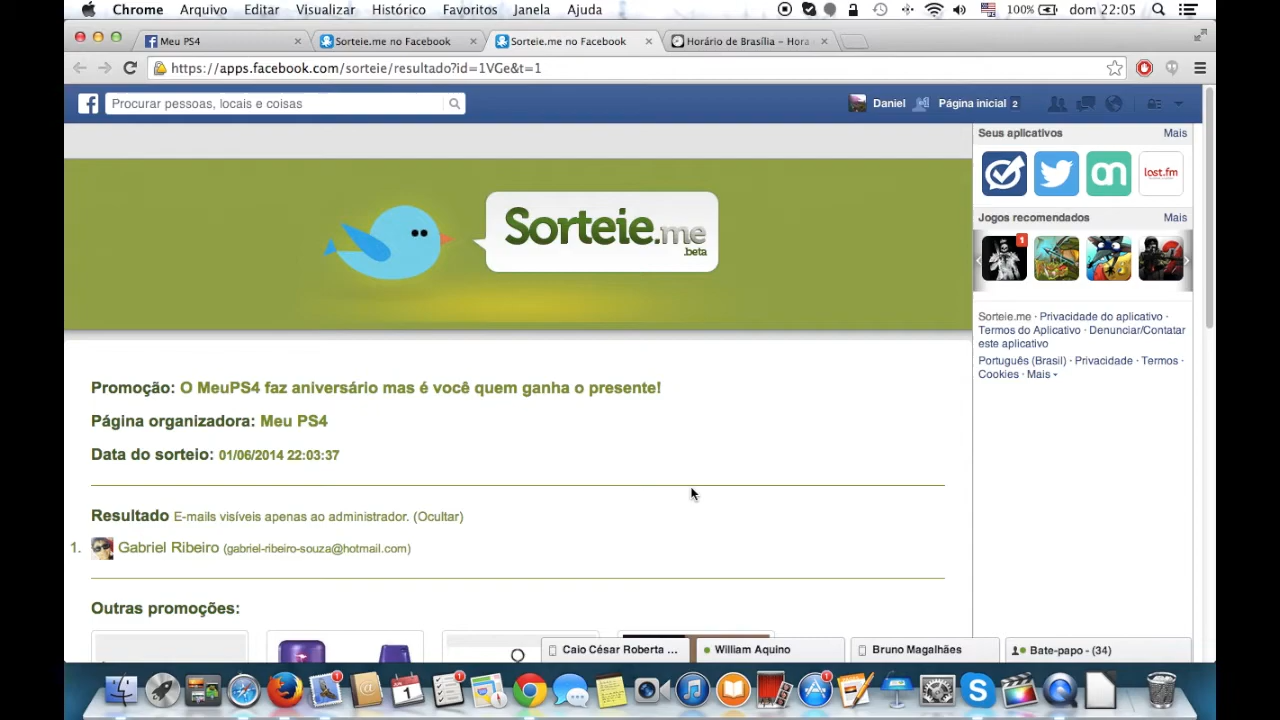 Chrome Arquivo Editar Visualizar Histórico Favoritos Janela Ajuda 100% dom 22:05
Meu PS4 Sorteie.me no Facebook Sorteie.me no Facebook Horário de Brasília - Hora
https://apps.facebook.com/sorteie/resultado?id=1VGe&t=1
Procurar pessoas, locais e coisas Daniel Página inicial 2
Seus aplicativos Mais
last.fm
Jogos recomendados Mais
1
Sorteie.me
.beta
Sorteie.me · Privacidade do aplicativo ·
Termos do Aplicativo · Denunciar/Contatar
este aplicativo
Português (Brasil) · Privacidade · Termos ·
Cookies · Mais
Promoção: O MeuPS4 faz aniversário mas é você quem ganha o presente!
Página organizadora: Meu PS4
Data do sorteio: 01/06/2014 22:03:37
Resultado E-mails visíveis apenas ao administrador. (Ocultar)
1. Gabriel Ribeiro (gabriel-ribeiro-souza@hotmail.com)
Outras promoções:
Caio César Roberta ... William Aquino Bruno Magalhães Bate-papo - (34)